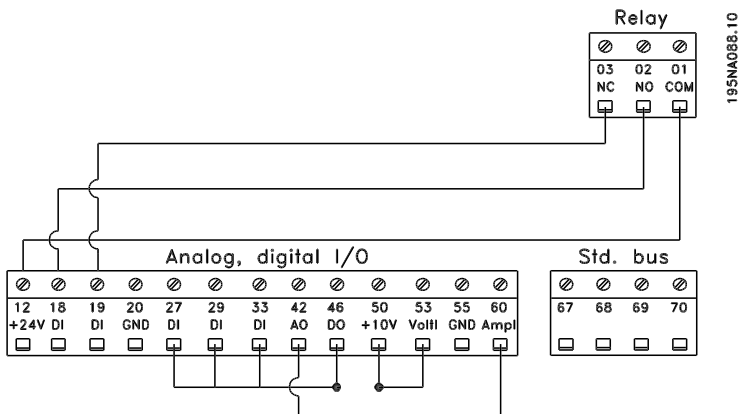 Relay
03 02 01
NC NO COM
195NA088.10
Analog, digital I/O
12 18 19 20 27 29 33 42 46 50 53 55 60
+24V DI DI GND DI DI DI AO DO +10V VoltI GND AmpI
Std. bus
67 68 69 70